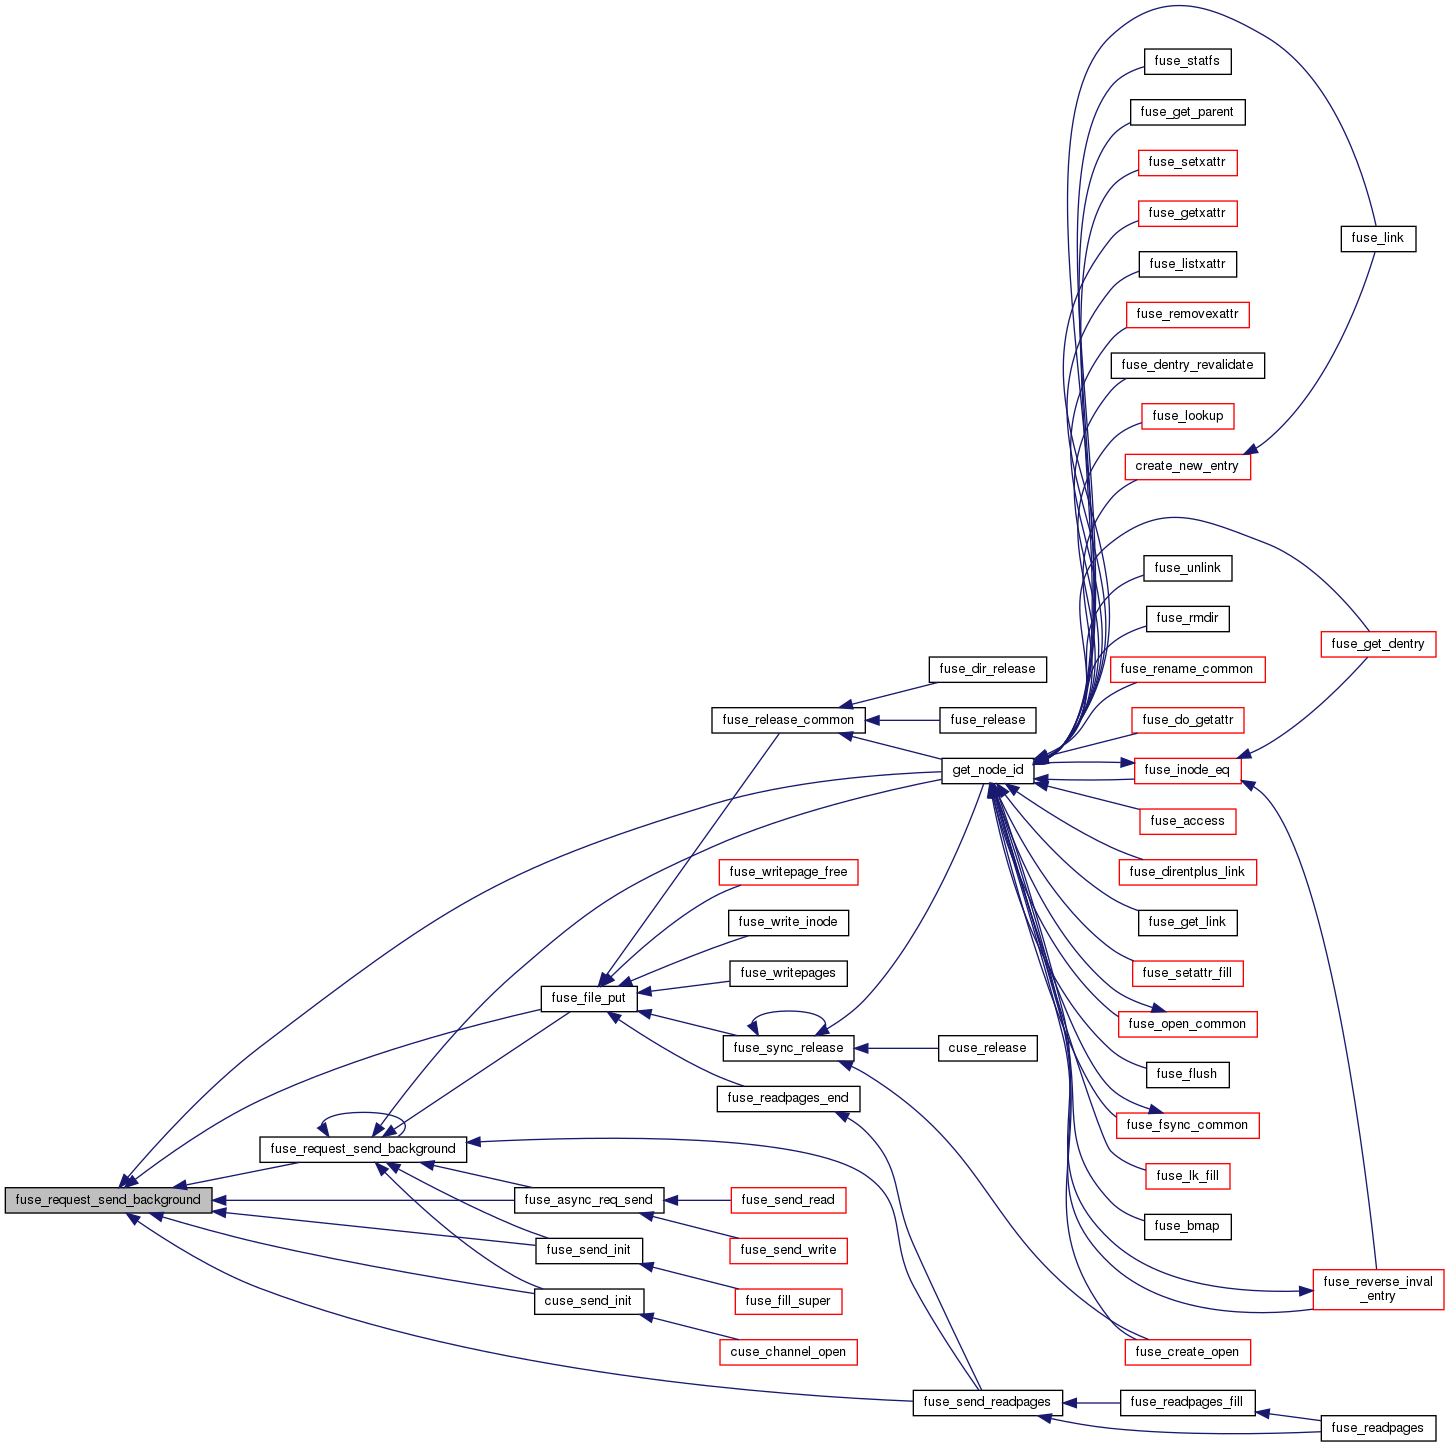 fuse_statfs
fuse_get_parent
fuse_setxattr
fuse_getxattr
fuse_link
fuse_listxattr
fuse_removexattr
fuse_dentry_revalidate
fuse_lookup
create_new_entry
fuse_unlink
fuse_rmdir
fuse_get_dentry
fuse_dir_release
fuse_rename_common
fuse_release_common
fuse_release
fuse_do_getattr
get_node_id
fuse_inode_eq
fuse_access
fuse_writepage_free
fuse_direntplus_link
fuse_write_inode
fuse_get_link
fuse_writepages
fuse_setattr_fill
fuse_file_put
fuse_open_common
fuse_sync_release
cuse_release
fuse_flush
fuse_readpages_end
fuse_fsync_common
fuse_request_send_background
fuse_lk_fill
fuse_request_send_background
fuse_async_req_send
fuse_send_read
fuse_bmap
fuse_send_init
fuse_send_write
fuse_reverse_inval
_entry
cuse_send_init
fuse_fill_super
cuse_channel_open
fuse_create_open
fuse_send_readpages
fuse_readpages_fill
fuse_readpages